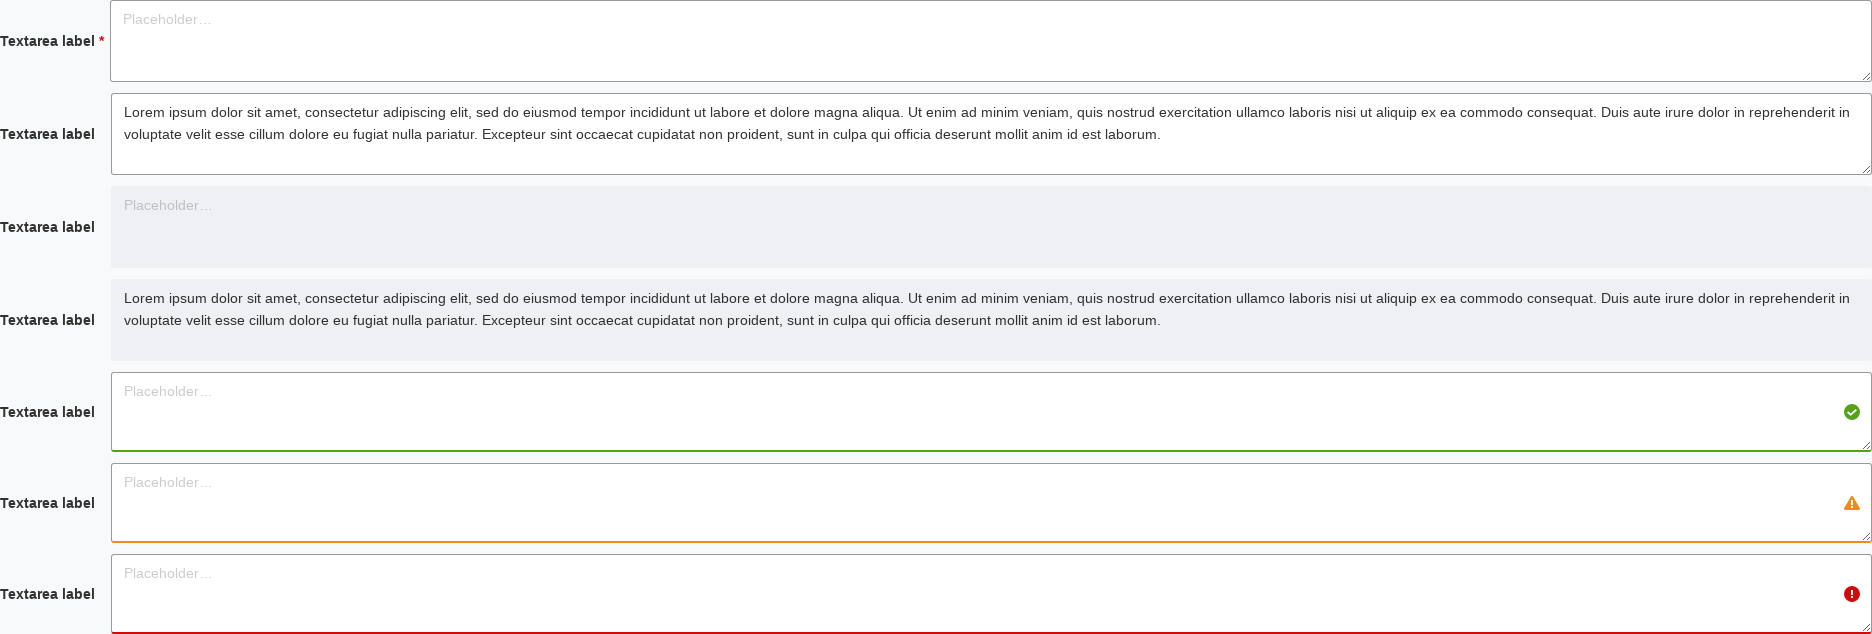 Textarea label *
Placeholder…
Textarea label
Lorem ipsum dolor sit amet, consectetur adipiscing elit, sed do eiusmod tempor incididunt ut labore et dolore magna aliqua. Ut enim ad minim veniam, quis nostrud exercitation ullamco laboris nisi ut aliquip ex ea commodo consequat. Duis aute irure dolor in reprehenderit in
voluptate velit esse cillum dolore eu fugiat nulla pariatur. Excepteur sint occaecat cupidatat non proident, sunt in culpa qui officia deserunt mollit anim id est laborum.
Textarea label
Placeholder…
Textarea label
Lorem ipsum dolor sit amet, consectetur adipiscing elit, sed do eiusmod tempor incididunt ut labore et dolore magna aliqua. Ut enim ad minim veniam, quis nostrud exercitation ullamco laboris nisi ut aliquip ex ea commodo consequat. Duis aute irure dolor in reprehenderit in
voluptate velit esse cillum dolore eu fugiat nulla pariatur. Excepteur sint occaecat cupidatat non proident, sunt in culpa qui officia deserunt mollit anim id est laborum.
Textarea label
Placeholder…
Textarea label
Placeholder…
Textarea label
Placeholder…